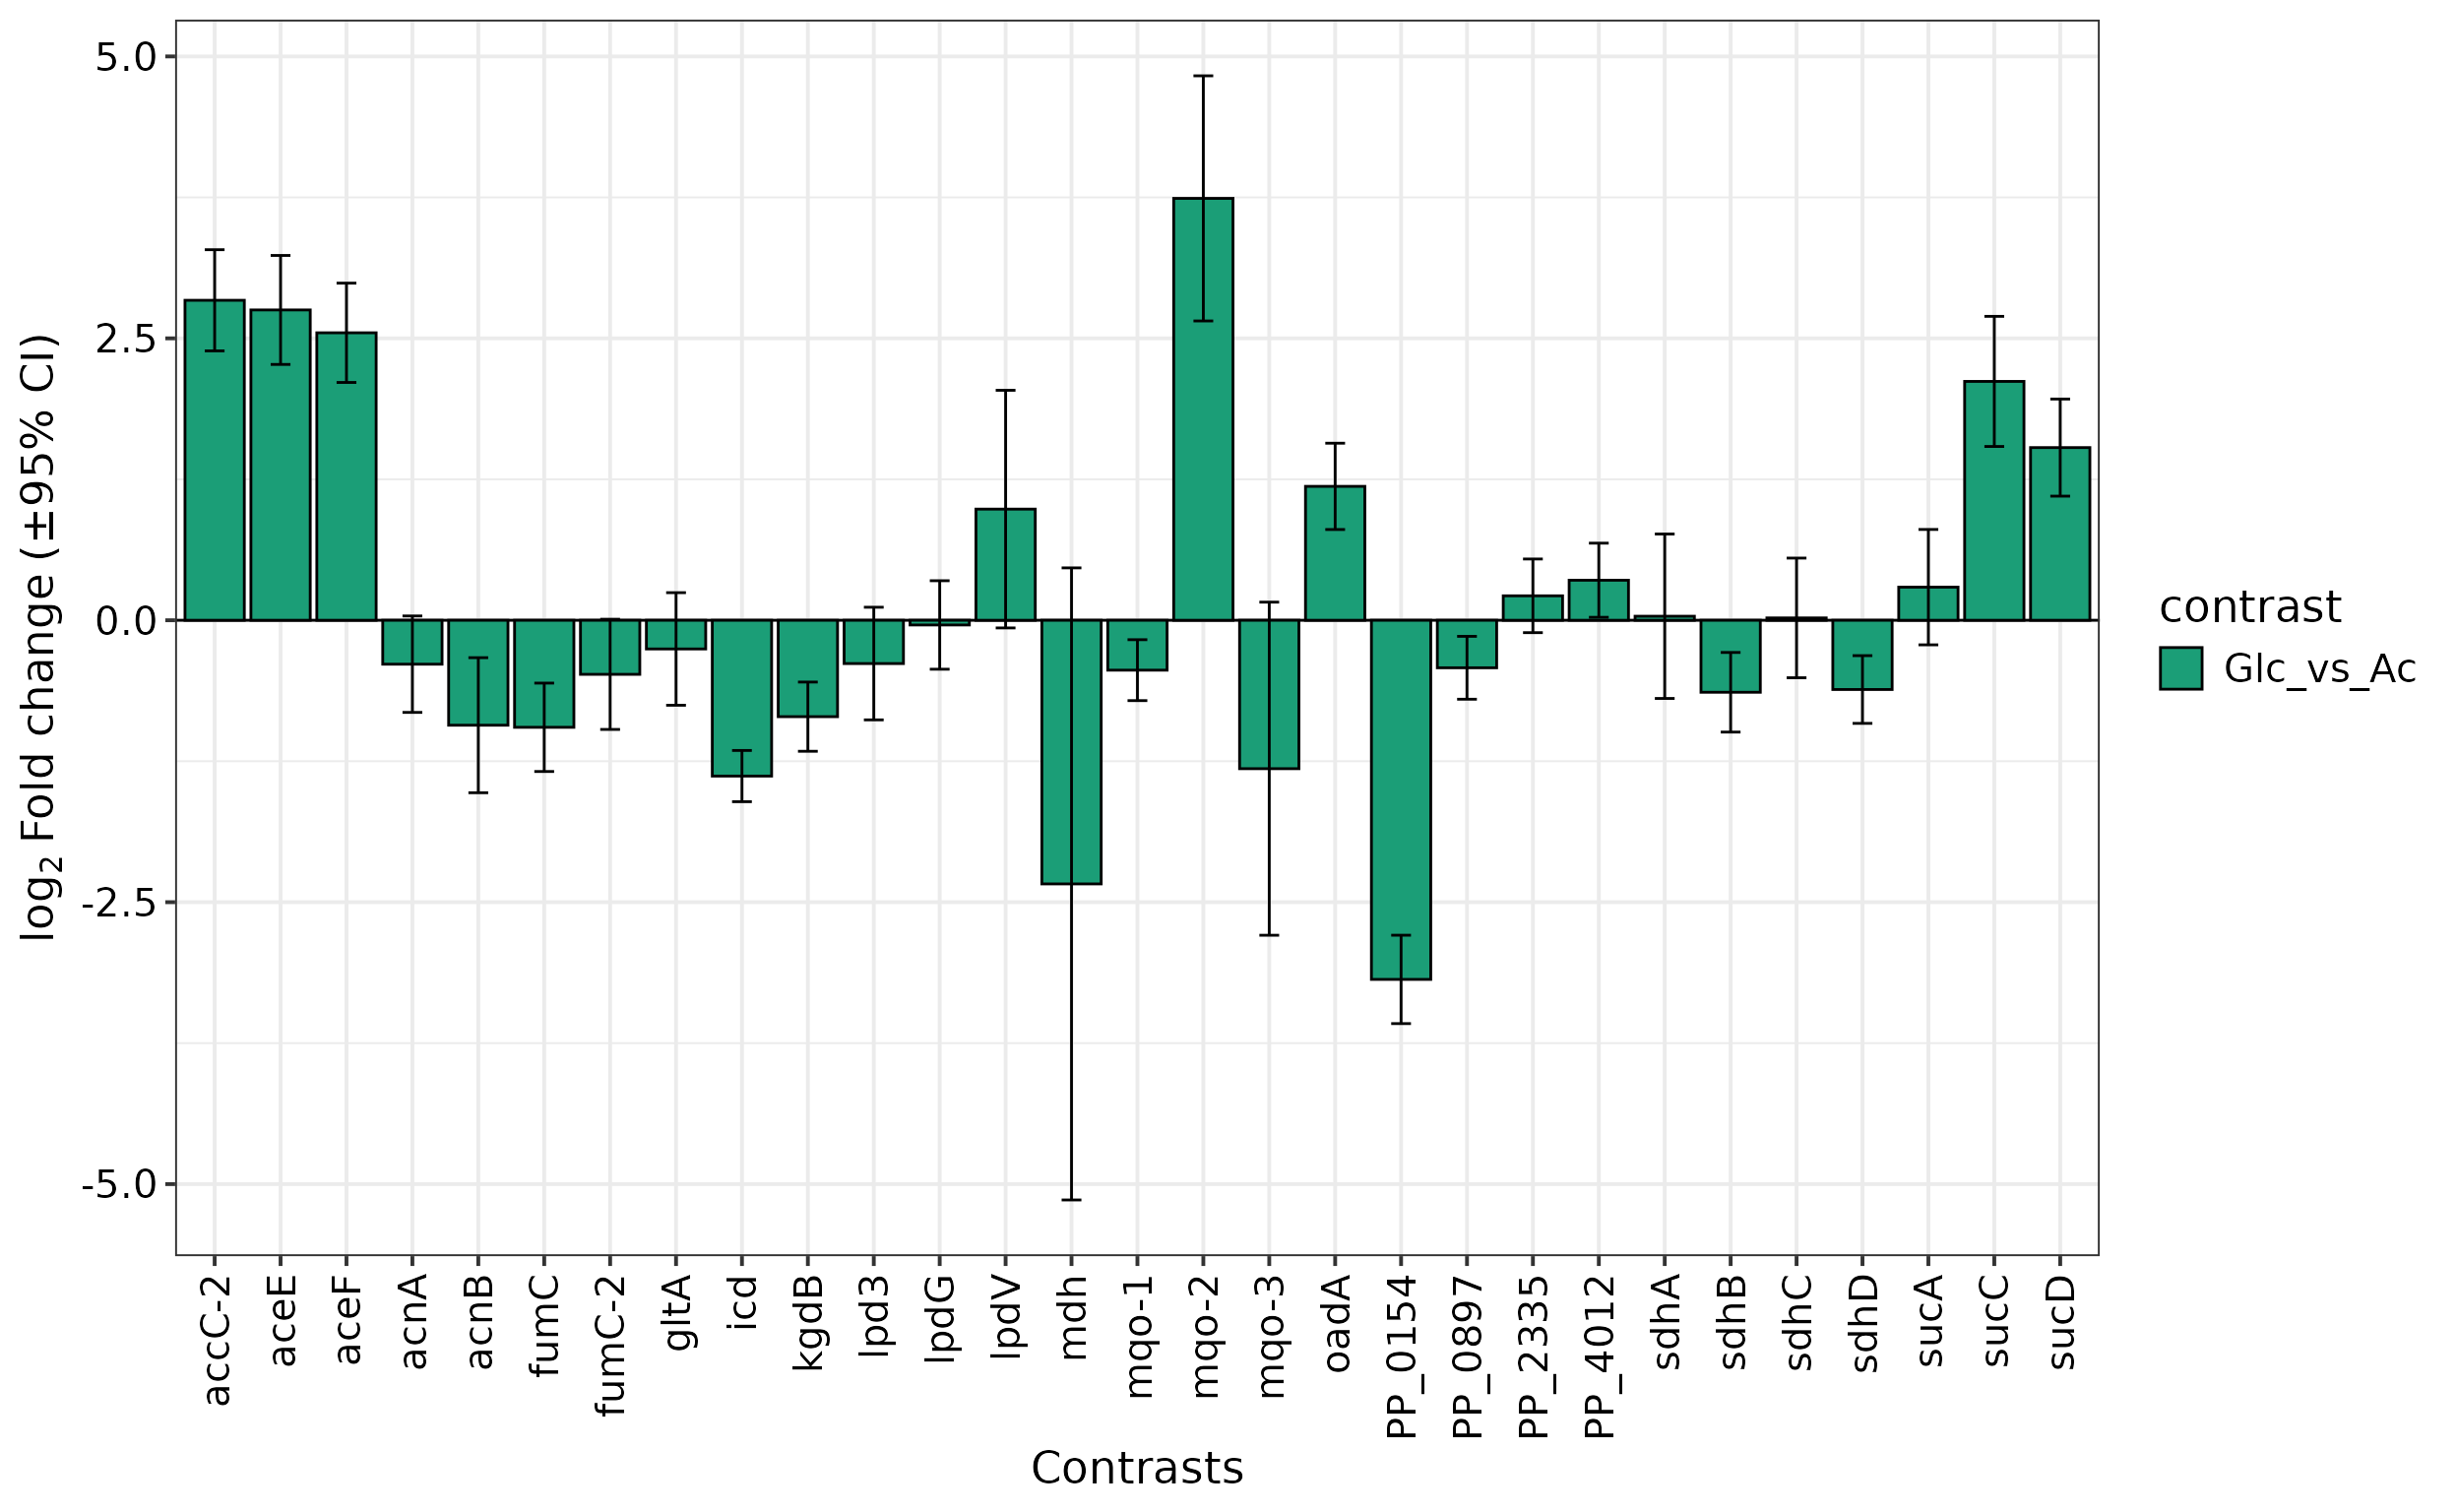 log₂ Fold change (±95% CI)
5.0
2.5
0.0
-2.5
-5.0
accC-2
aceE
aceF
acnA
acnB
fumC
fumC-2
gltA
icd
kgdB
lpd3
lpdG
lpdV
mdh
mqo-1
mqo-2
mqo-3
oadA
PP_0154
PP_0897
PP_2335
PP_4012
sdhA
sdhB
sdhC
sdhD
sucA
sucC
sucD
Contrasts
contrast
Glc_vs_Ac